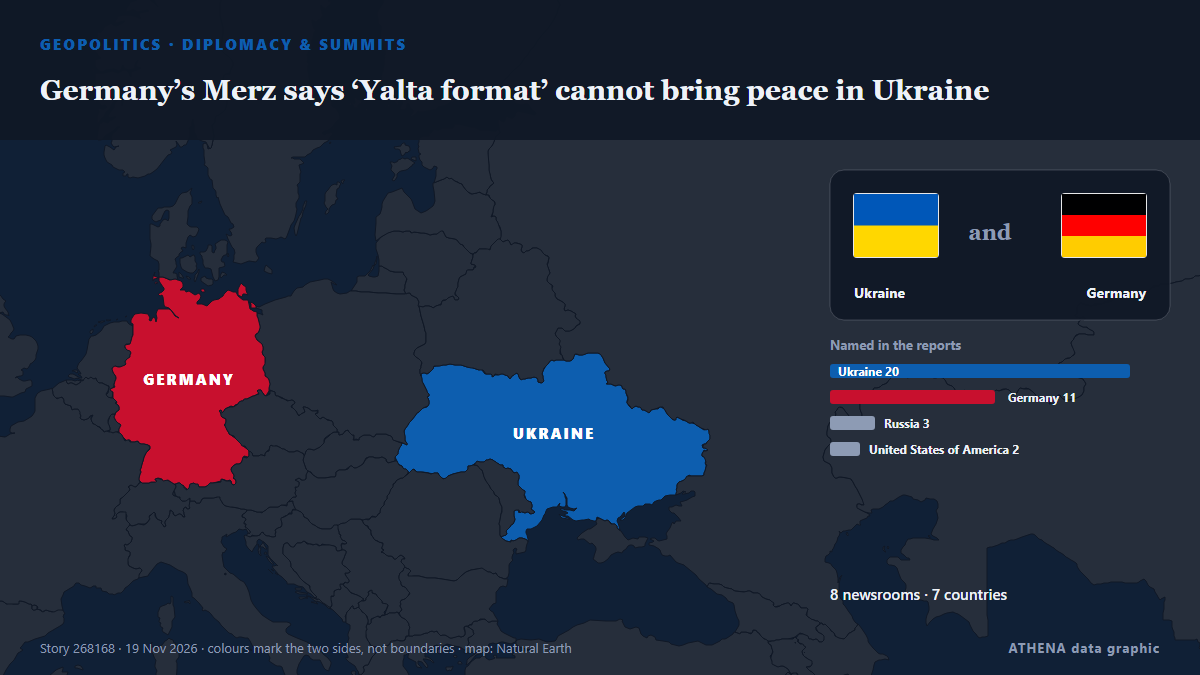 GEOPOLITICS · DIPLOMACY & SUMMITS
Germany’s Merz says ‘Yalta format’ cannot bring peace in Ukraine
and
Ukraine
Germany
Named in the reports
Ukraine 20
Germany 11
Russia 3
United States of America 2
GERMANY
UKRAINE
8 newsrooms · 7 countries
Story 268168 · 19 Nov 2026 · colours mark the two sides, not boundaries · map: Natural Earth
ATHENA data graphic